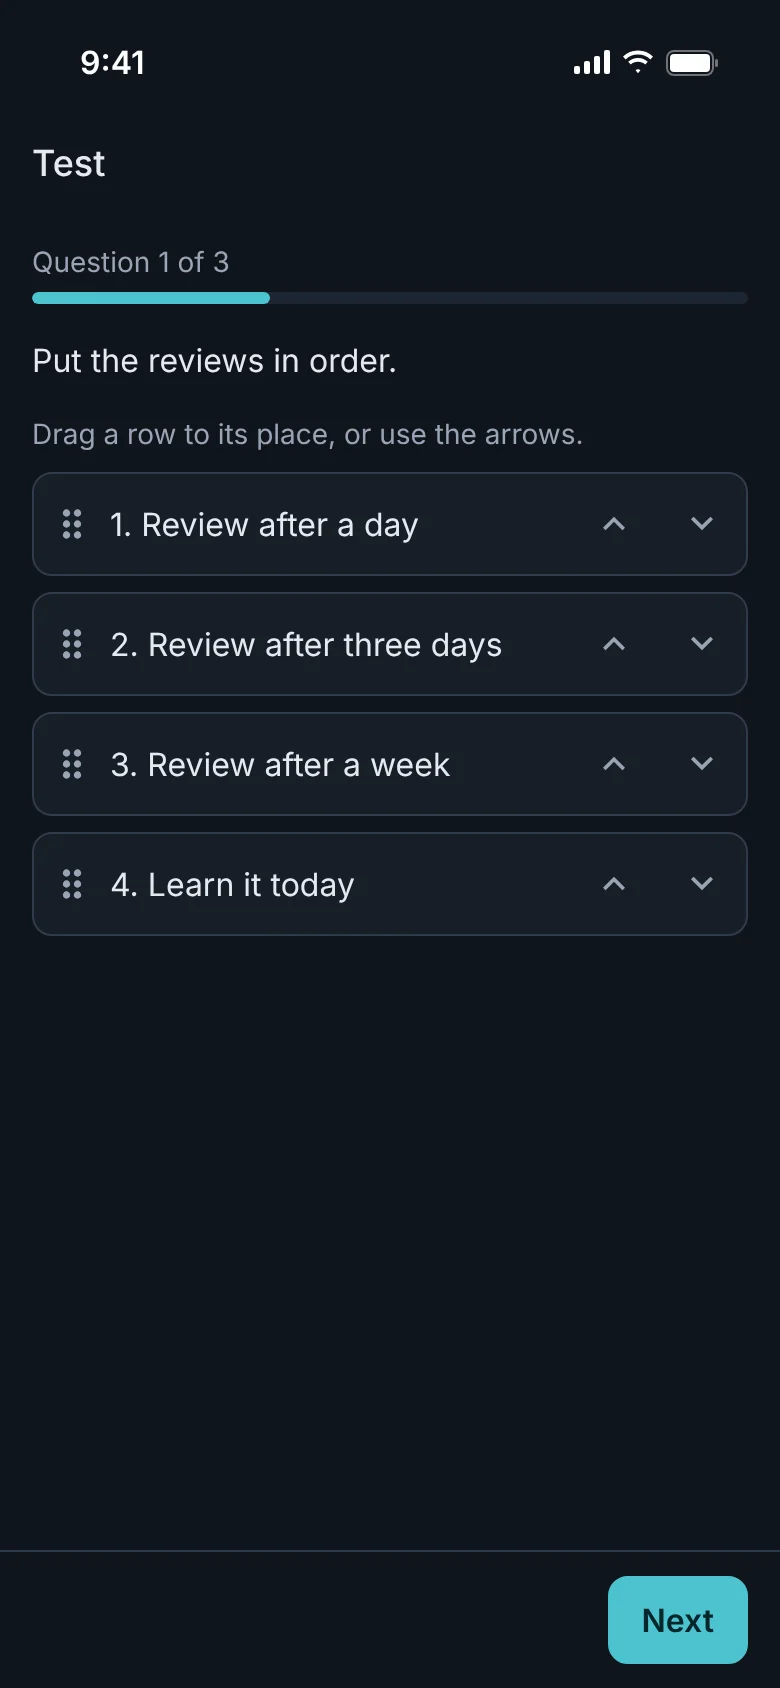 9:41
Test
Question 1 of 3
Put the reviews in order.
Drag a row to its place, or use the arrows.
1. Review after a day
2. Review after three days
3. Review after a week
4. Learn it today
Next